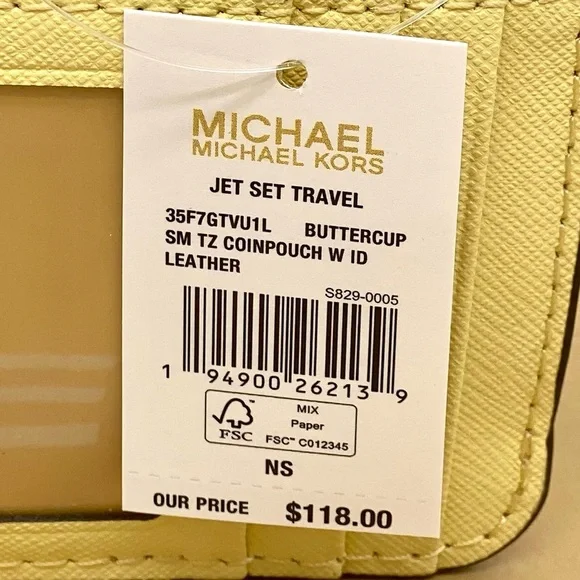 MICHAEL
MICHAEL KORS
JET SET TRAVEL
35F7GTVU1L BUTTERCUP
SM TZ COINPOUCH W ID
LEATHER
S829-0005
1 94900 26213 9
FSC
MIX
Paper
FSC™ C012345
NS
OUR PRICE $118.00